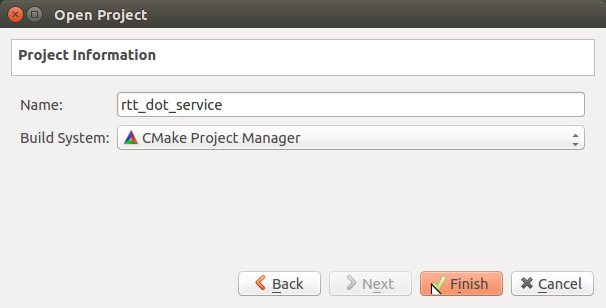 Open Project
Project Information
Name: rtt_dot_service
Build System: CMake Project Manager
Back Next Finish Cancel